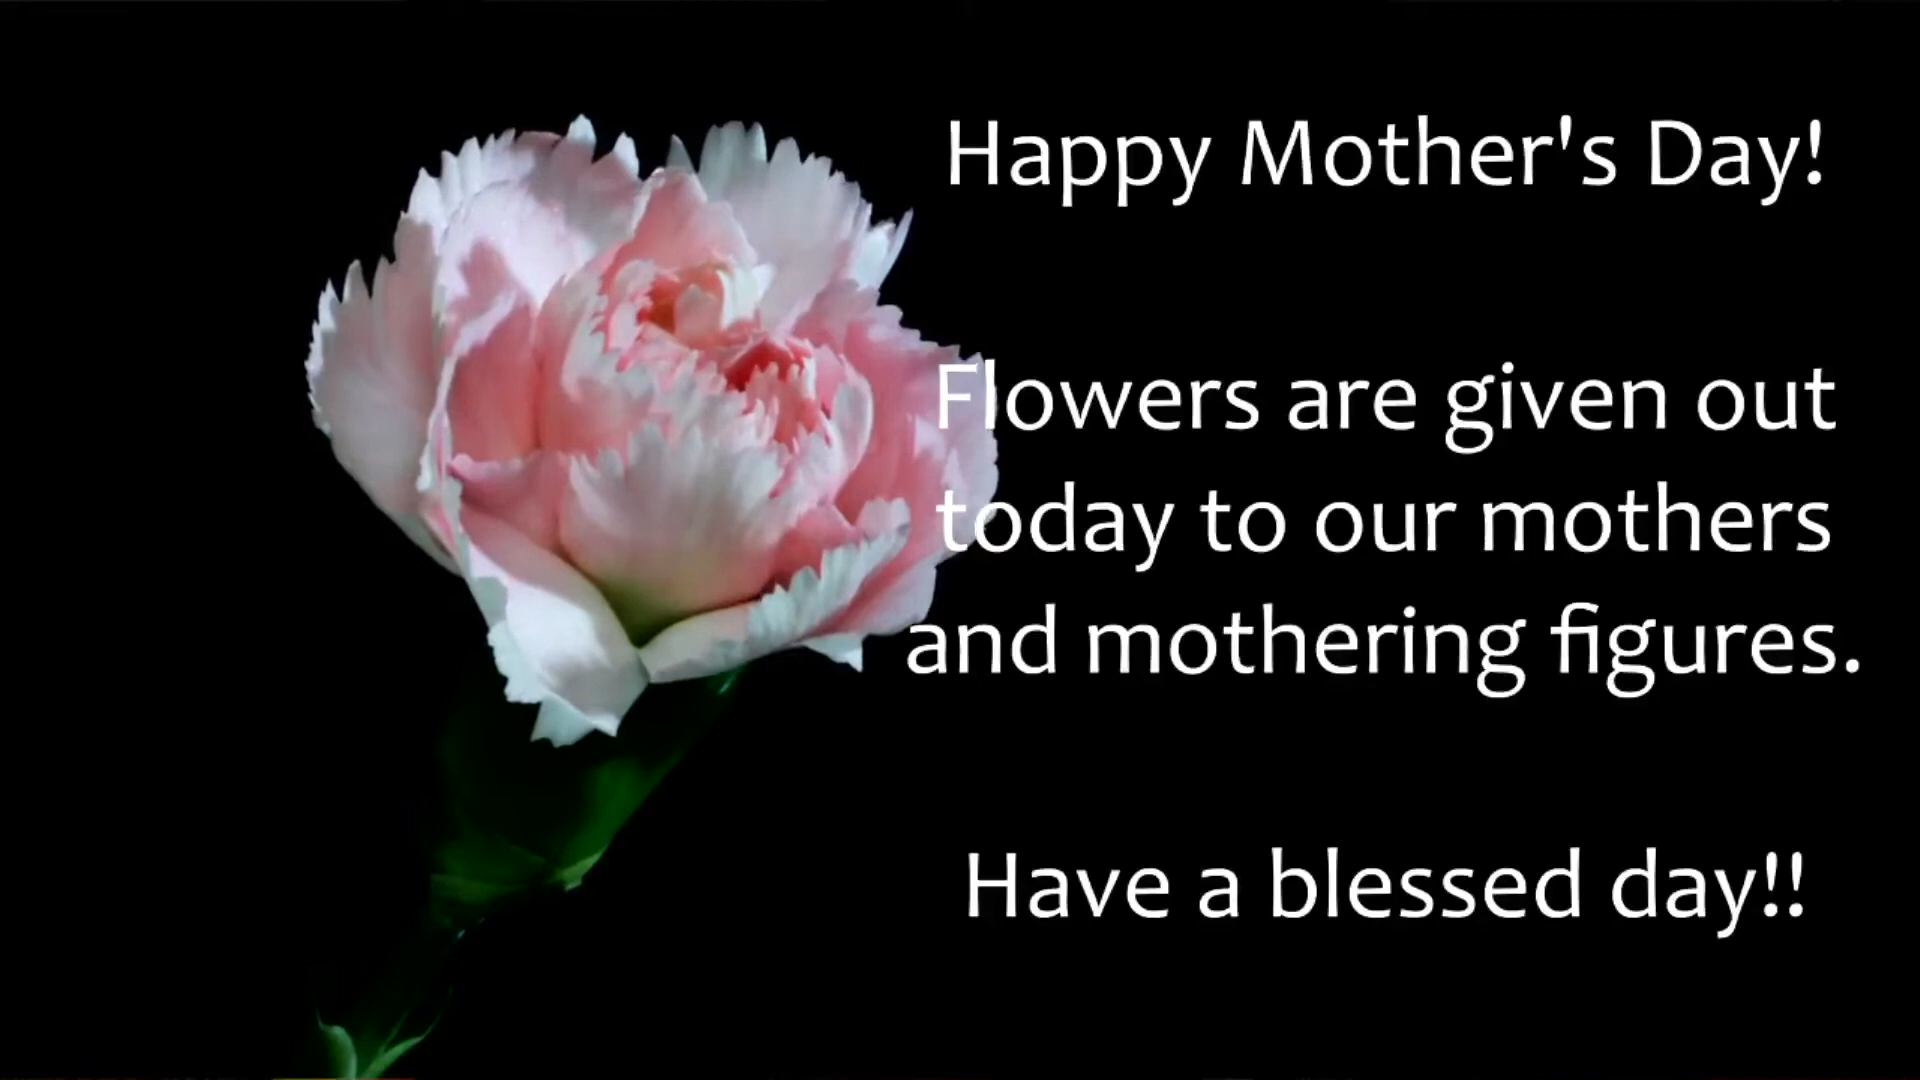 Happy Mother's Day!
Flowers are given out
today to our mothers
and mothering figures.
Have a blessed day!!